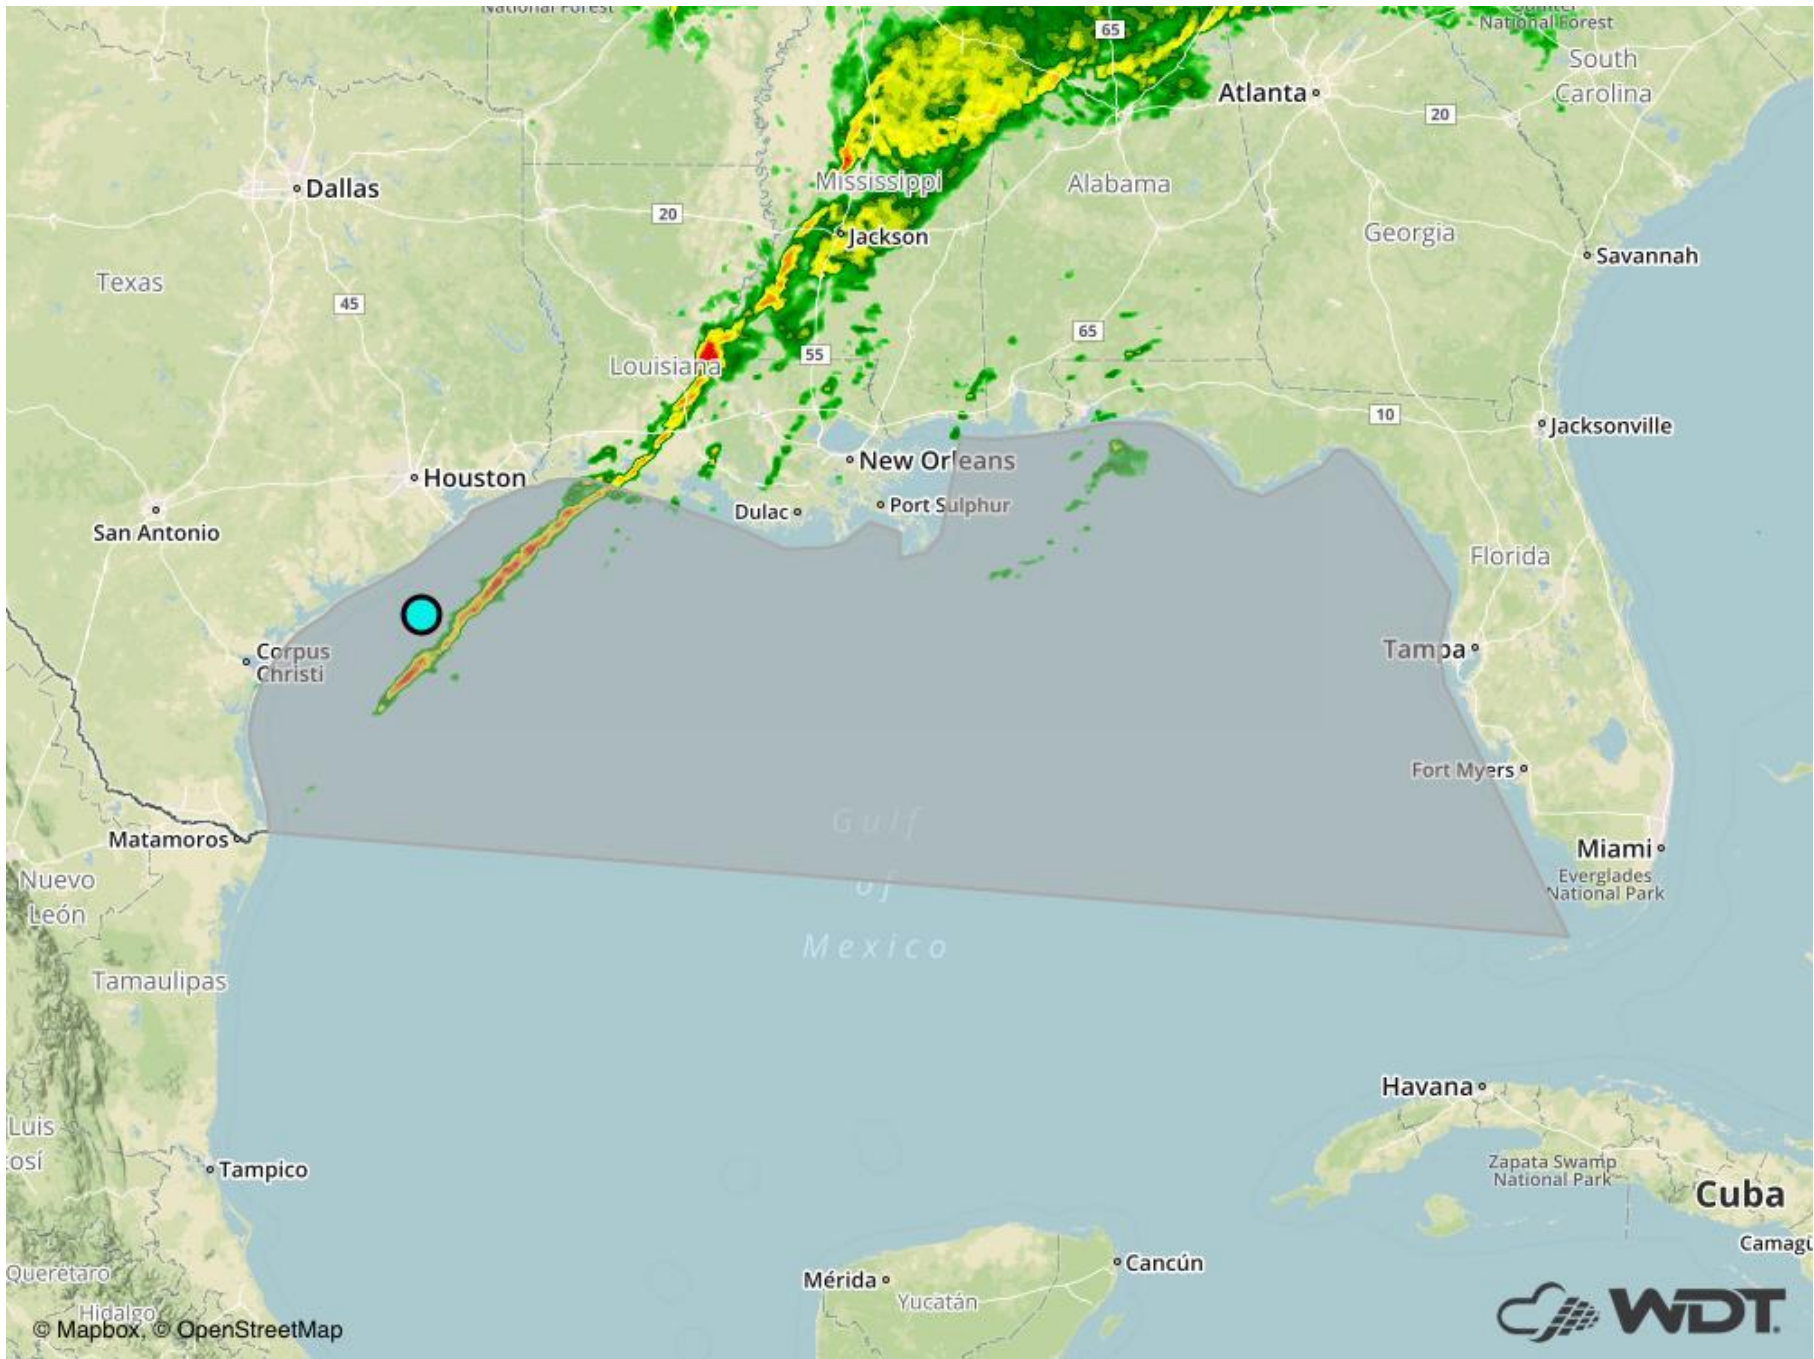 National Forest
65
National Forest
South
Carolina
Atlanta
20
Dallas
Mississippi
Alabama
20
Jackson
Georgia
Savannah
Texas
45
65
Louisiana
55
10
Jacksonville
New Orleans
Houston
Dulac
Port Sulphur
San Antonio
Florida
Corpus
Christi
Tampa
Fort Myers
Gulf
of
Mexico
Matamoros
Miami
Everglades
National Park
Nuevo
León
Tamaulipas
Havana
Luis
osí
Tampico
Zapata Swamp
National Park
Cuba
Camagü
Cancún
Mérida
Yucatán
Querétaro
Hidalgo
© Mapbox, © OpenStreetMap
WDT